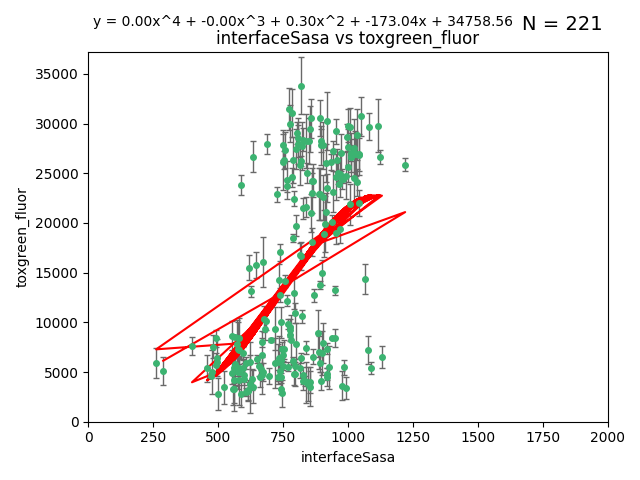 y = 0.00x^4 + -0.00x^3 + 0.30x^2 + -173.04x + 34758.56 N = 221
interfaceSasa vs toxgreen_fluor
35000
30000
25000
20000
15000
10000
5000
0
toxgreen_fluor
0 250 500 750 1000 1250 1500 1750 2000
interfaceSasa